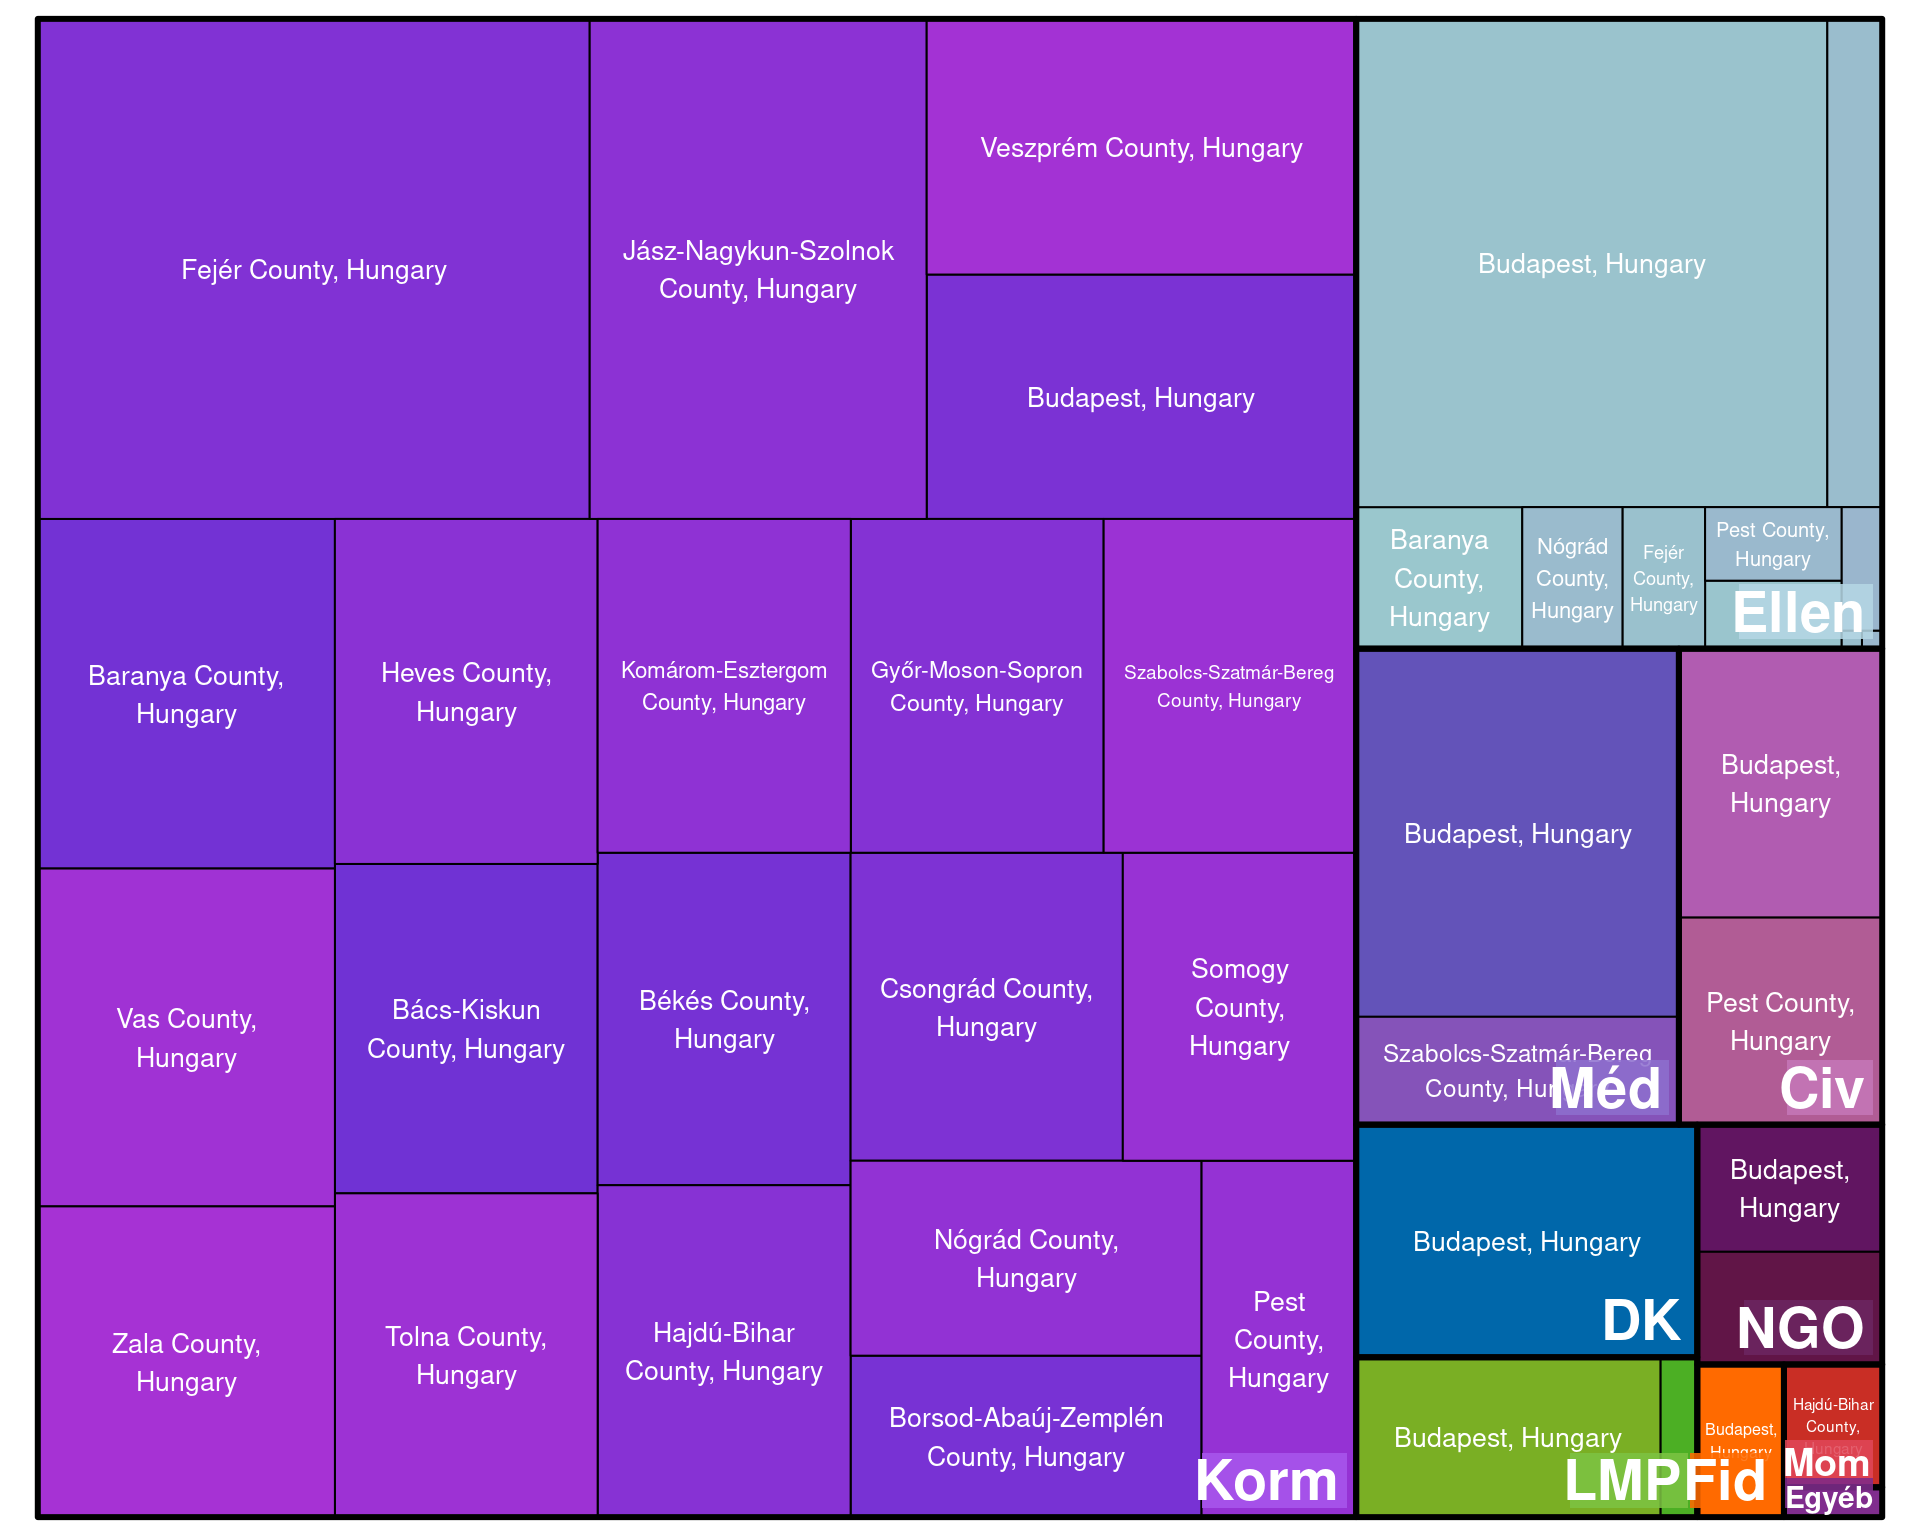 Fejér County, Hungary
Jász-Nagykun-Szolnok
County, Hungary
Veszprém County, Hungary
Budapest, Hungary
Baranya County,
Hungary
Heves County,
Hungary
Komárom-Esztergom
County, Hungary
Győr-Moson-Sopron
County, Hungary
Szabolcs-Szatmár-Bereg
County, Hungary
Vas County,
Hungary
Bács-Kiskun
County, Hungary
Békés County,
Hungary
Csongrád County,
Hungary
Somogy
County,
Hungary
Zala County,
Hungary
Tolna County,
Hungary
Hajdú-Bihar
County, Hungary
Nógrád County,
Hungary
Borsod-Abaúj-Zemplén
County, Hungary
Pest
County,
Hungary
Korm
Budapest, Hungary
Baranya
County,
Hungary
Nógrád
County,
Hungary
Fejér
County,
Hungary
Pest County,
Hungary
Ellen
Budapest, Hungary
Szabolcs-Szatmár-Bereg
County, Hun
Méd
Budapest,
Hungary
Pest County,
Hungary
Civ
Budapest, Hungary
DK
Budapest,
Hungary
NGO
Budapest, Hungary
LMP
Budapest,
Hungary
Fid
Hajdú-Bihar
County,
Hungary
Mom
Egyéb